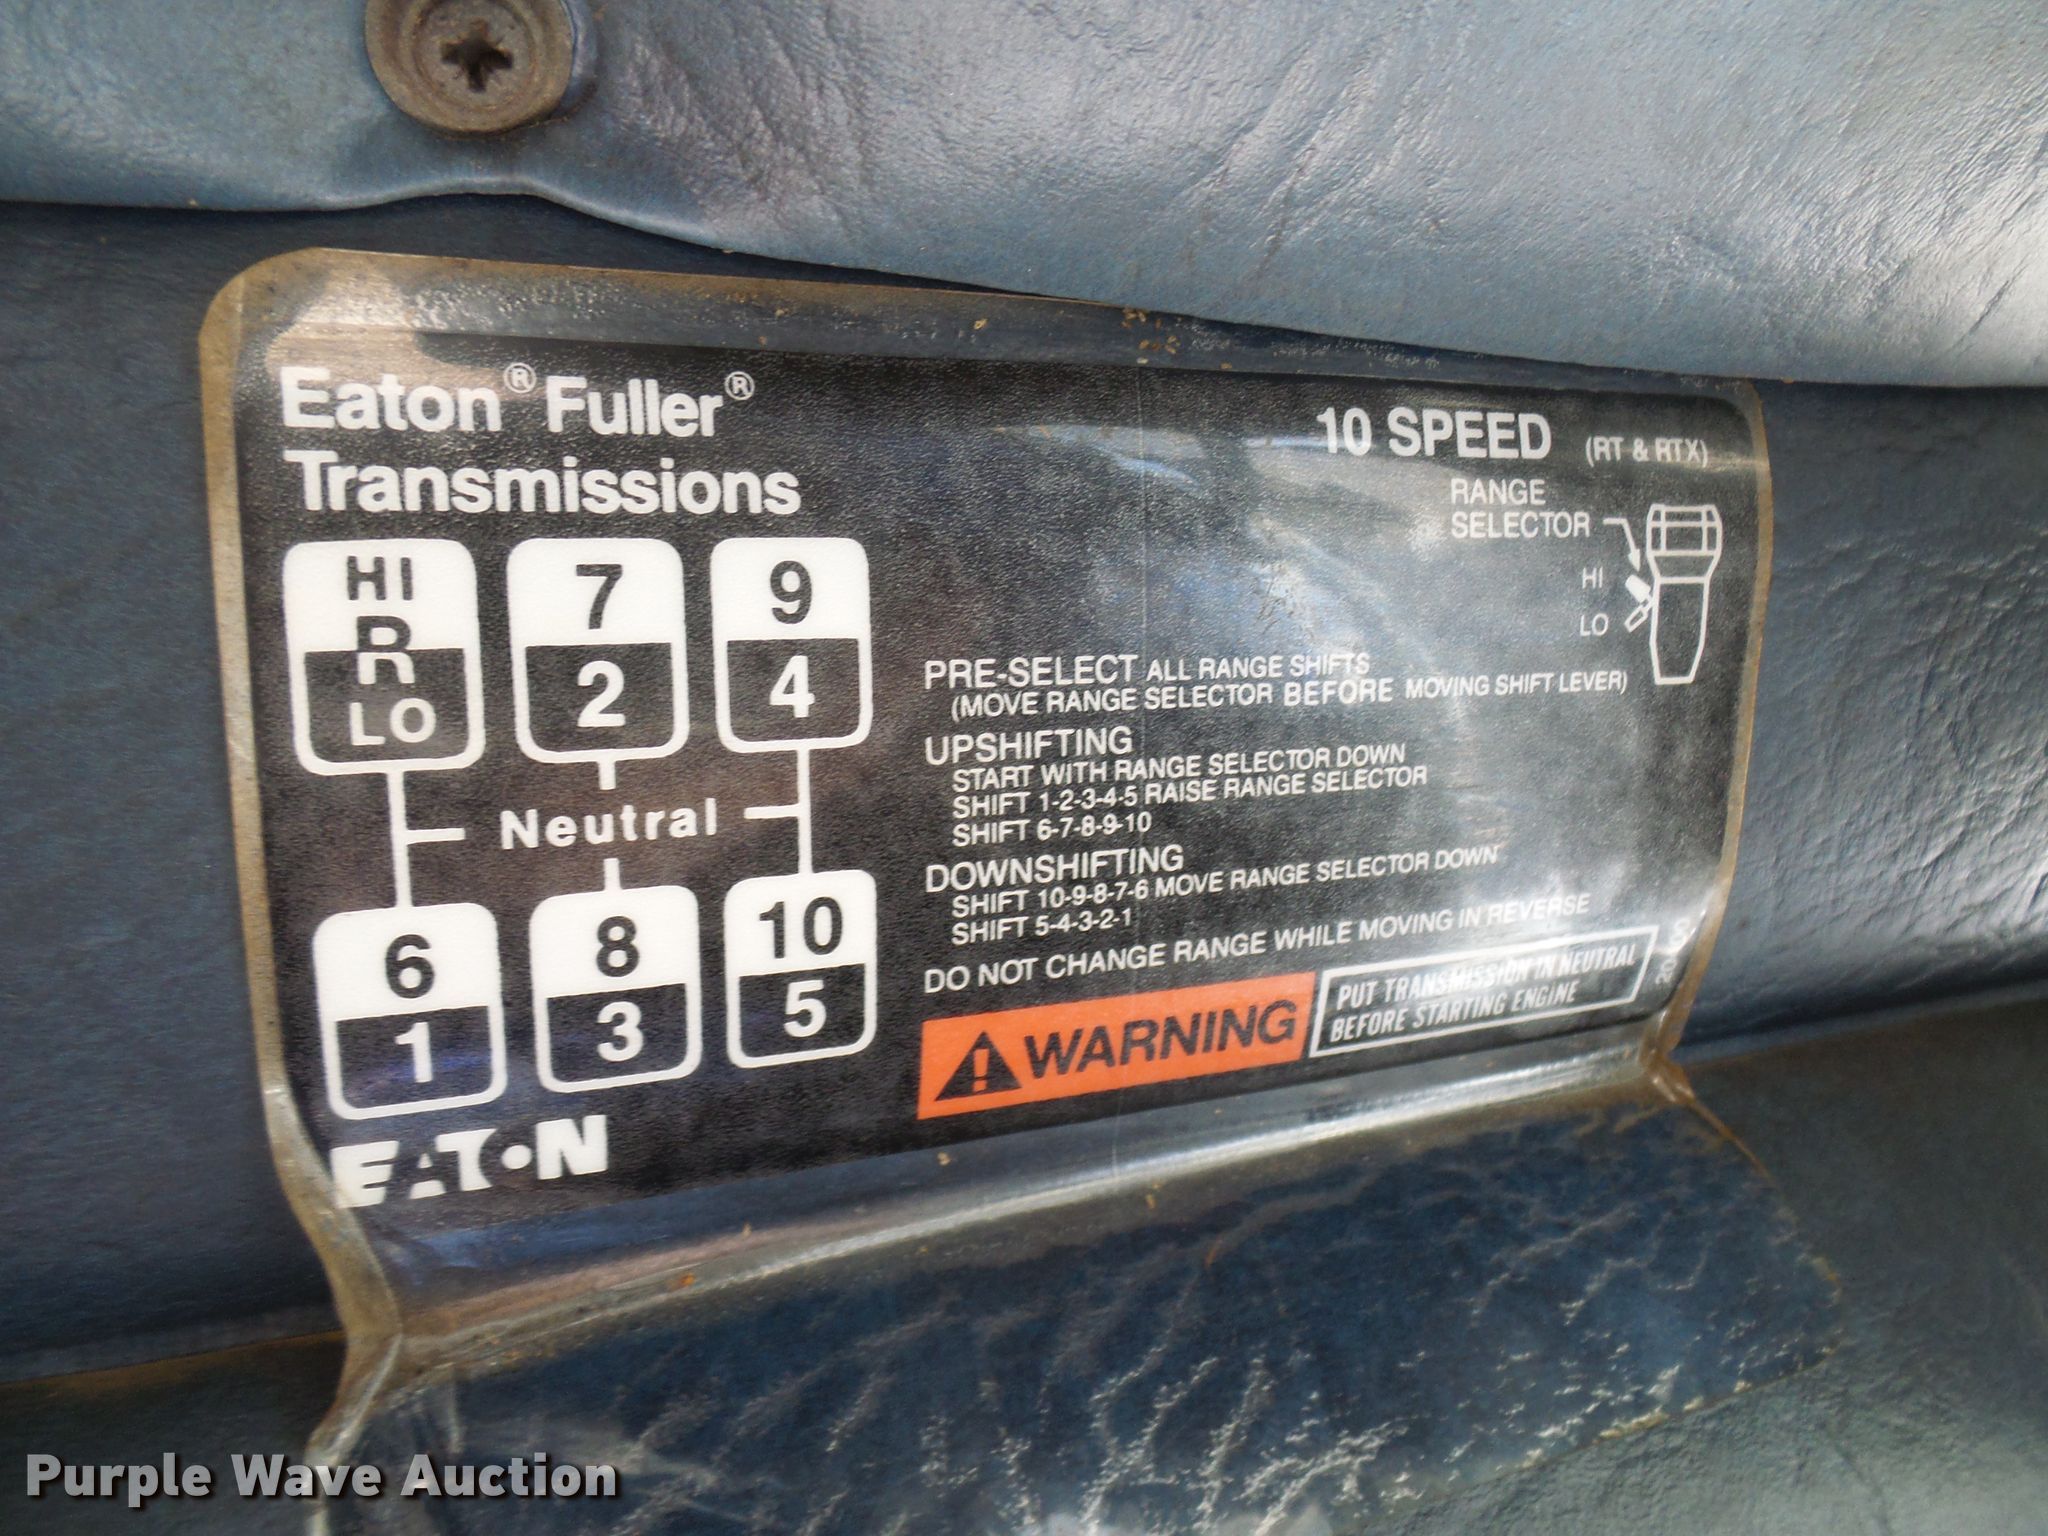 Eaton® Fuller®
Transmissions
10 SPEED (RT & RTX)
RANGE
SELECTOR
HI
LO
HI
R
R
LO
7
2
9
4
Neutral
6
1
8
3
10
5
PRE-SELECT ALL RANGE SHIFTS
(MOVE RANGE SELECTOR BEFORE MOVING SHIFT LEVER)
UPSHIFTING
START WITH RANGE SELECTOR DOWN
SHIFT 1-2-3-4-5 RAISE RANGE SELECTOR
SHIFT 6-7-8-9-10
DOWNSHIFTING
SHIFT 10-9-8-7-6 MOVE RANGE SELECTOR DOWN
SHIFT 5-4-3-2-1
DO NOT CHANGE RANGE WHILE MOVING IN REVERSE
WARNING
PUT TRANSMISSION IN NEUTRAL
BEFORE STARTING ENGINE
EATON
Purple Wave Auction